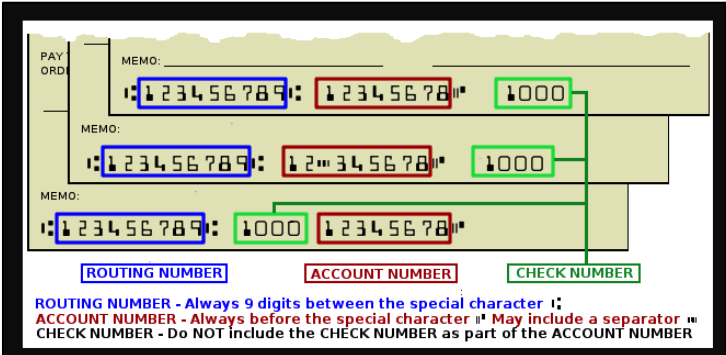 PAY
ORDE
MEMO:
⑆123456789⑆ 12345678⑈ 1000
MEMO:
⑆123456789⑆ 12⑉345678⑈ 1000
MEMO:
⑆123456789⑆ 1000 12345678⑈
ROUTING NUMBER ACCOUNT NUMBER CHECK NUMBER
ROUTING NUMBER - Always 9 digits between the special character ⑆
ACCOUNT NUMBER - Always before the special character ⑈ May include a separator ⑉
CHECK NUMBER - Do NOT include the CHECK NUMBER as part of the ACCOUNT NUMBER